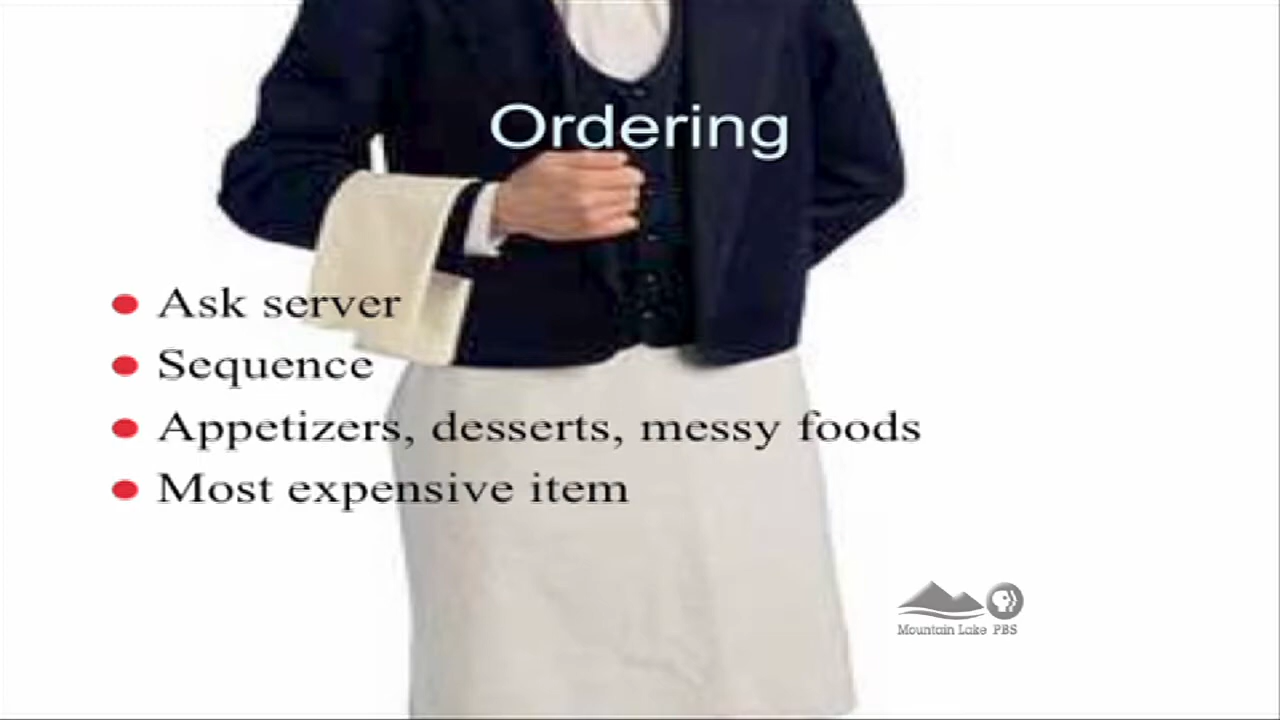 Ordering
Ask server
Sequence
Appetizers, desserts, messy foods
Most expensive item
Mountain Lake PBS